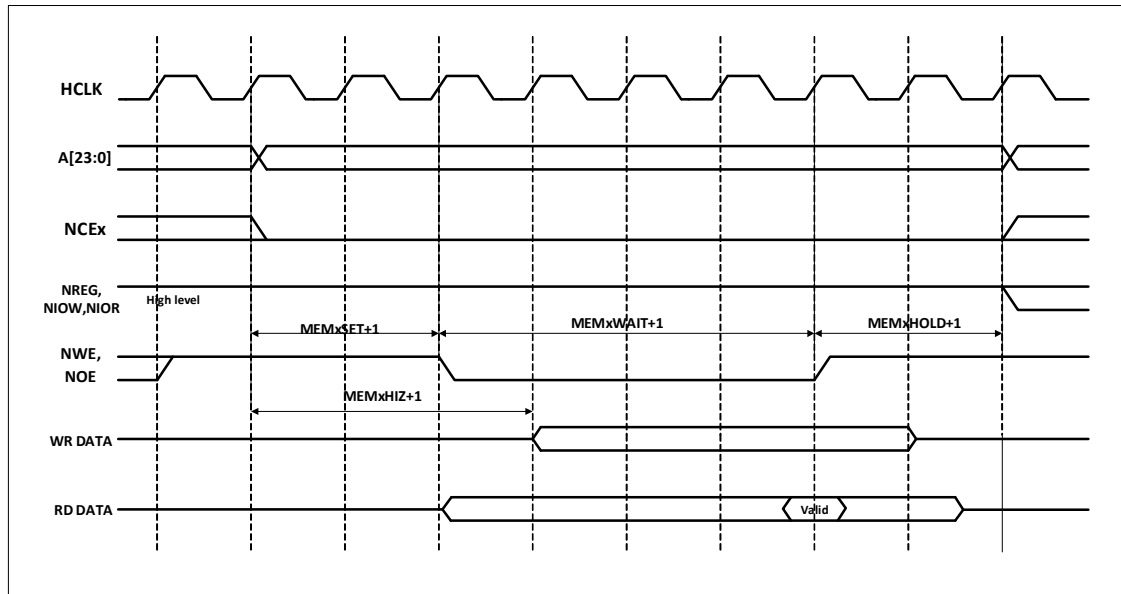 HCLK
A[23:0]
NCEx
NREG,
NIOW,NIOR
High level
MEMxSET+1
MEMxWAIT+1
MEMxHOLD+1
NWE,
NOE
MEMxHIZ+1
WR DATA
RD DATA
Valid